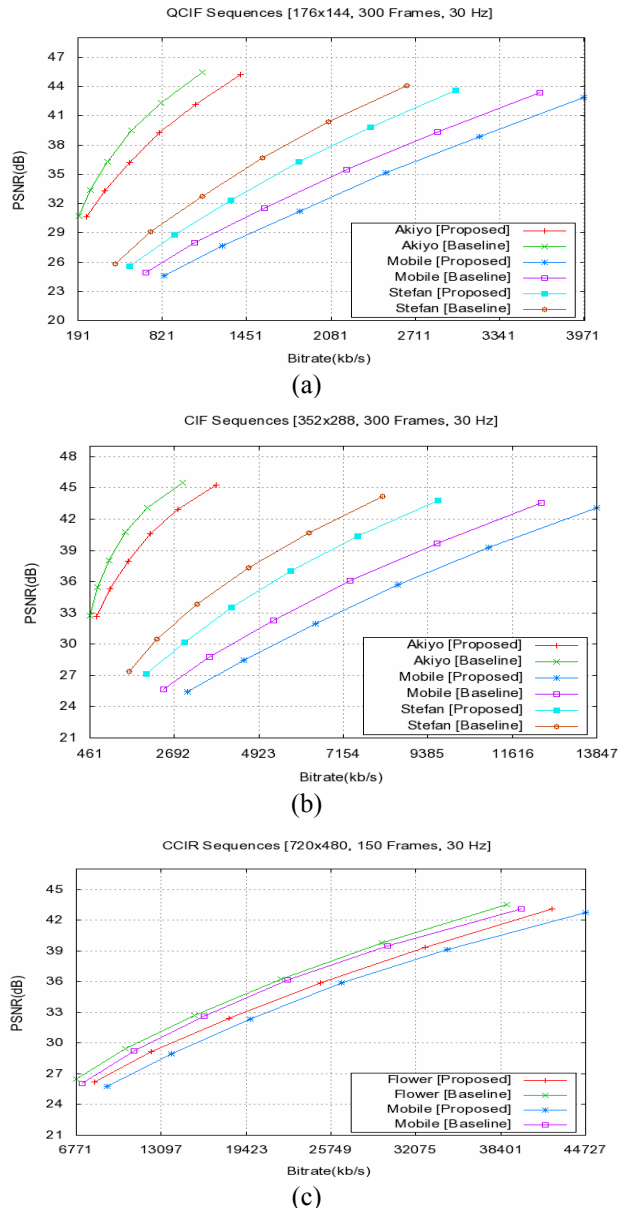 QCIF Sequences [176x144, 300 Frames, 30 Hz]
47
44
41
38
35
32
29
26
23
20
PSNR(dB)
Akiyo [Proposed]
Akiyo [Baseline]
Mobile [Proposed]
Mobile [Baseline]
Stefan [Proposed]
Stefan [Baseline]
191 821 1451 2081 2711 3341 3971
Bitrate(kb/s)
(a)
CIF Sequences [352x288, 300 Frames, 30 Hz]
48
45
42
39
36
33
30
27
24
21
PSNR(dB)
Akiyo [Proposed]
Akiyo [Baseline]
Mobile [Proposed]
Mobile [Baseline]
Stefan [Proposed]
Stefan [Baseline]
461 2692 4923 7154 9385 11616 13847
Bitrate(kb/s)
(b)
CCIR Sequences [720x480, 150 Frames, 30 Hz]
45
42
39
36
33
30
27
24
21
PSNR(dB)
Flower [Proposed]
Flower [Baseline]
Mobile [Proposed]
Mobile [Baseline]
6771 13097 19423 25749 32075 38401 44727
Bitrate(kb/s)
(c)